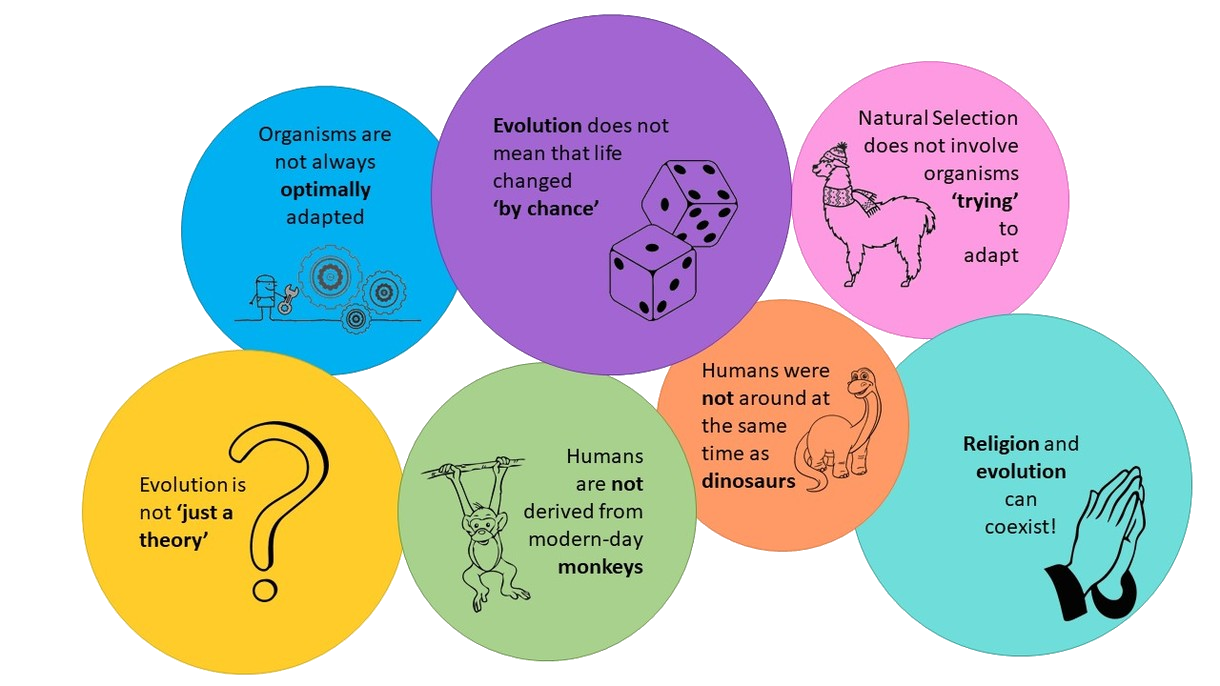 Organisms are
not always
optimally
adapted
Evolution does not
mean that life
changed
‘by chance’
Natural Selection
does not involve
organisms
‘trying’
to
adapt
Evolution is
not ‘just a
theory’
Humans
are not
derived from
modern-day
monkeys
Humans were
not around at
the same
time as
dinosaurs
Religion and
evolution
can
coexist!